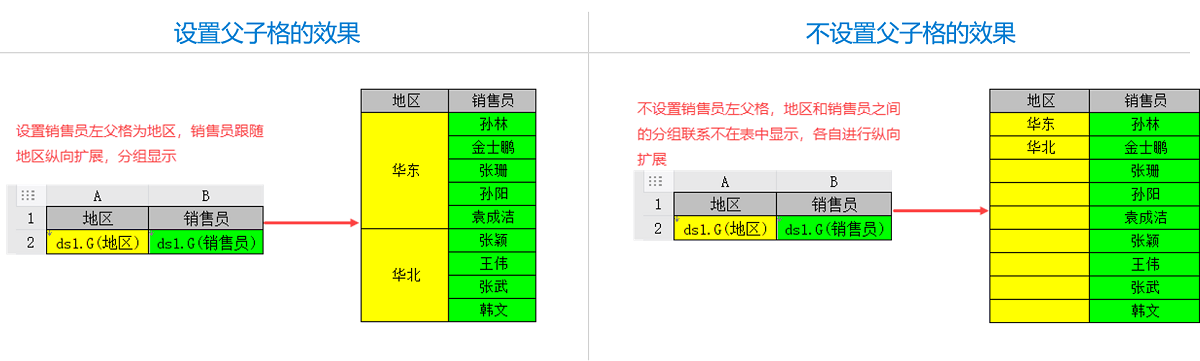 设置父子格的效果
设置销售员左父格为地区，销售员跟随
地区纵向扩展，分组显示
A B
1 地区 销售员
2 ds1.G(地区) ds1.G(销售员)
地区 销售员
华东 孙林
金士鹏
张珊
孙阳
袁成洁
华北 张颖
王伟
张武
韩文
不设置父子格的效果
不设置销售员左父格，地区和销售员之间
的分组联系不在表中显示，各自进行纵向
扩展
A B
1 地区 销售员
2 ds1.G(地区) ds1.G(销售员)
地区 销售员
华东 孙林
华北 金士鹏
张珊
孙阳
袁成洁
张颖
王伟
张武
韩文